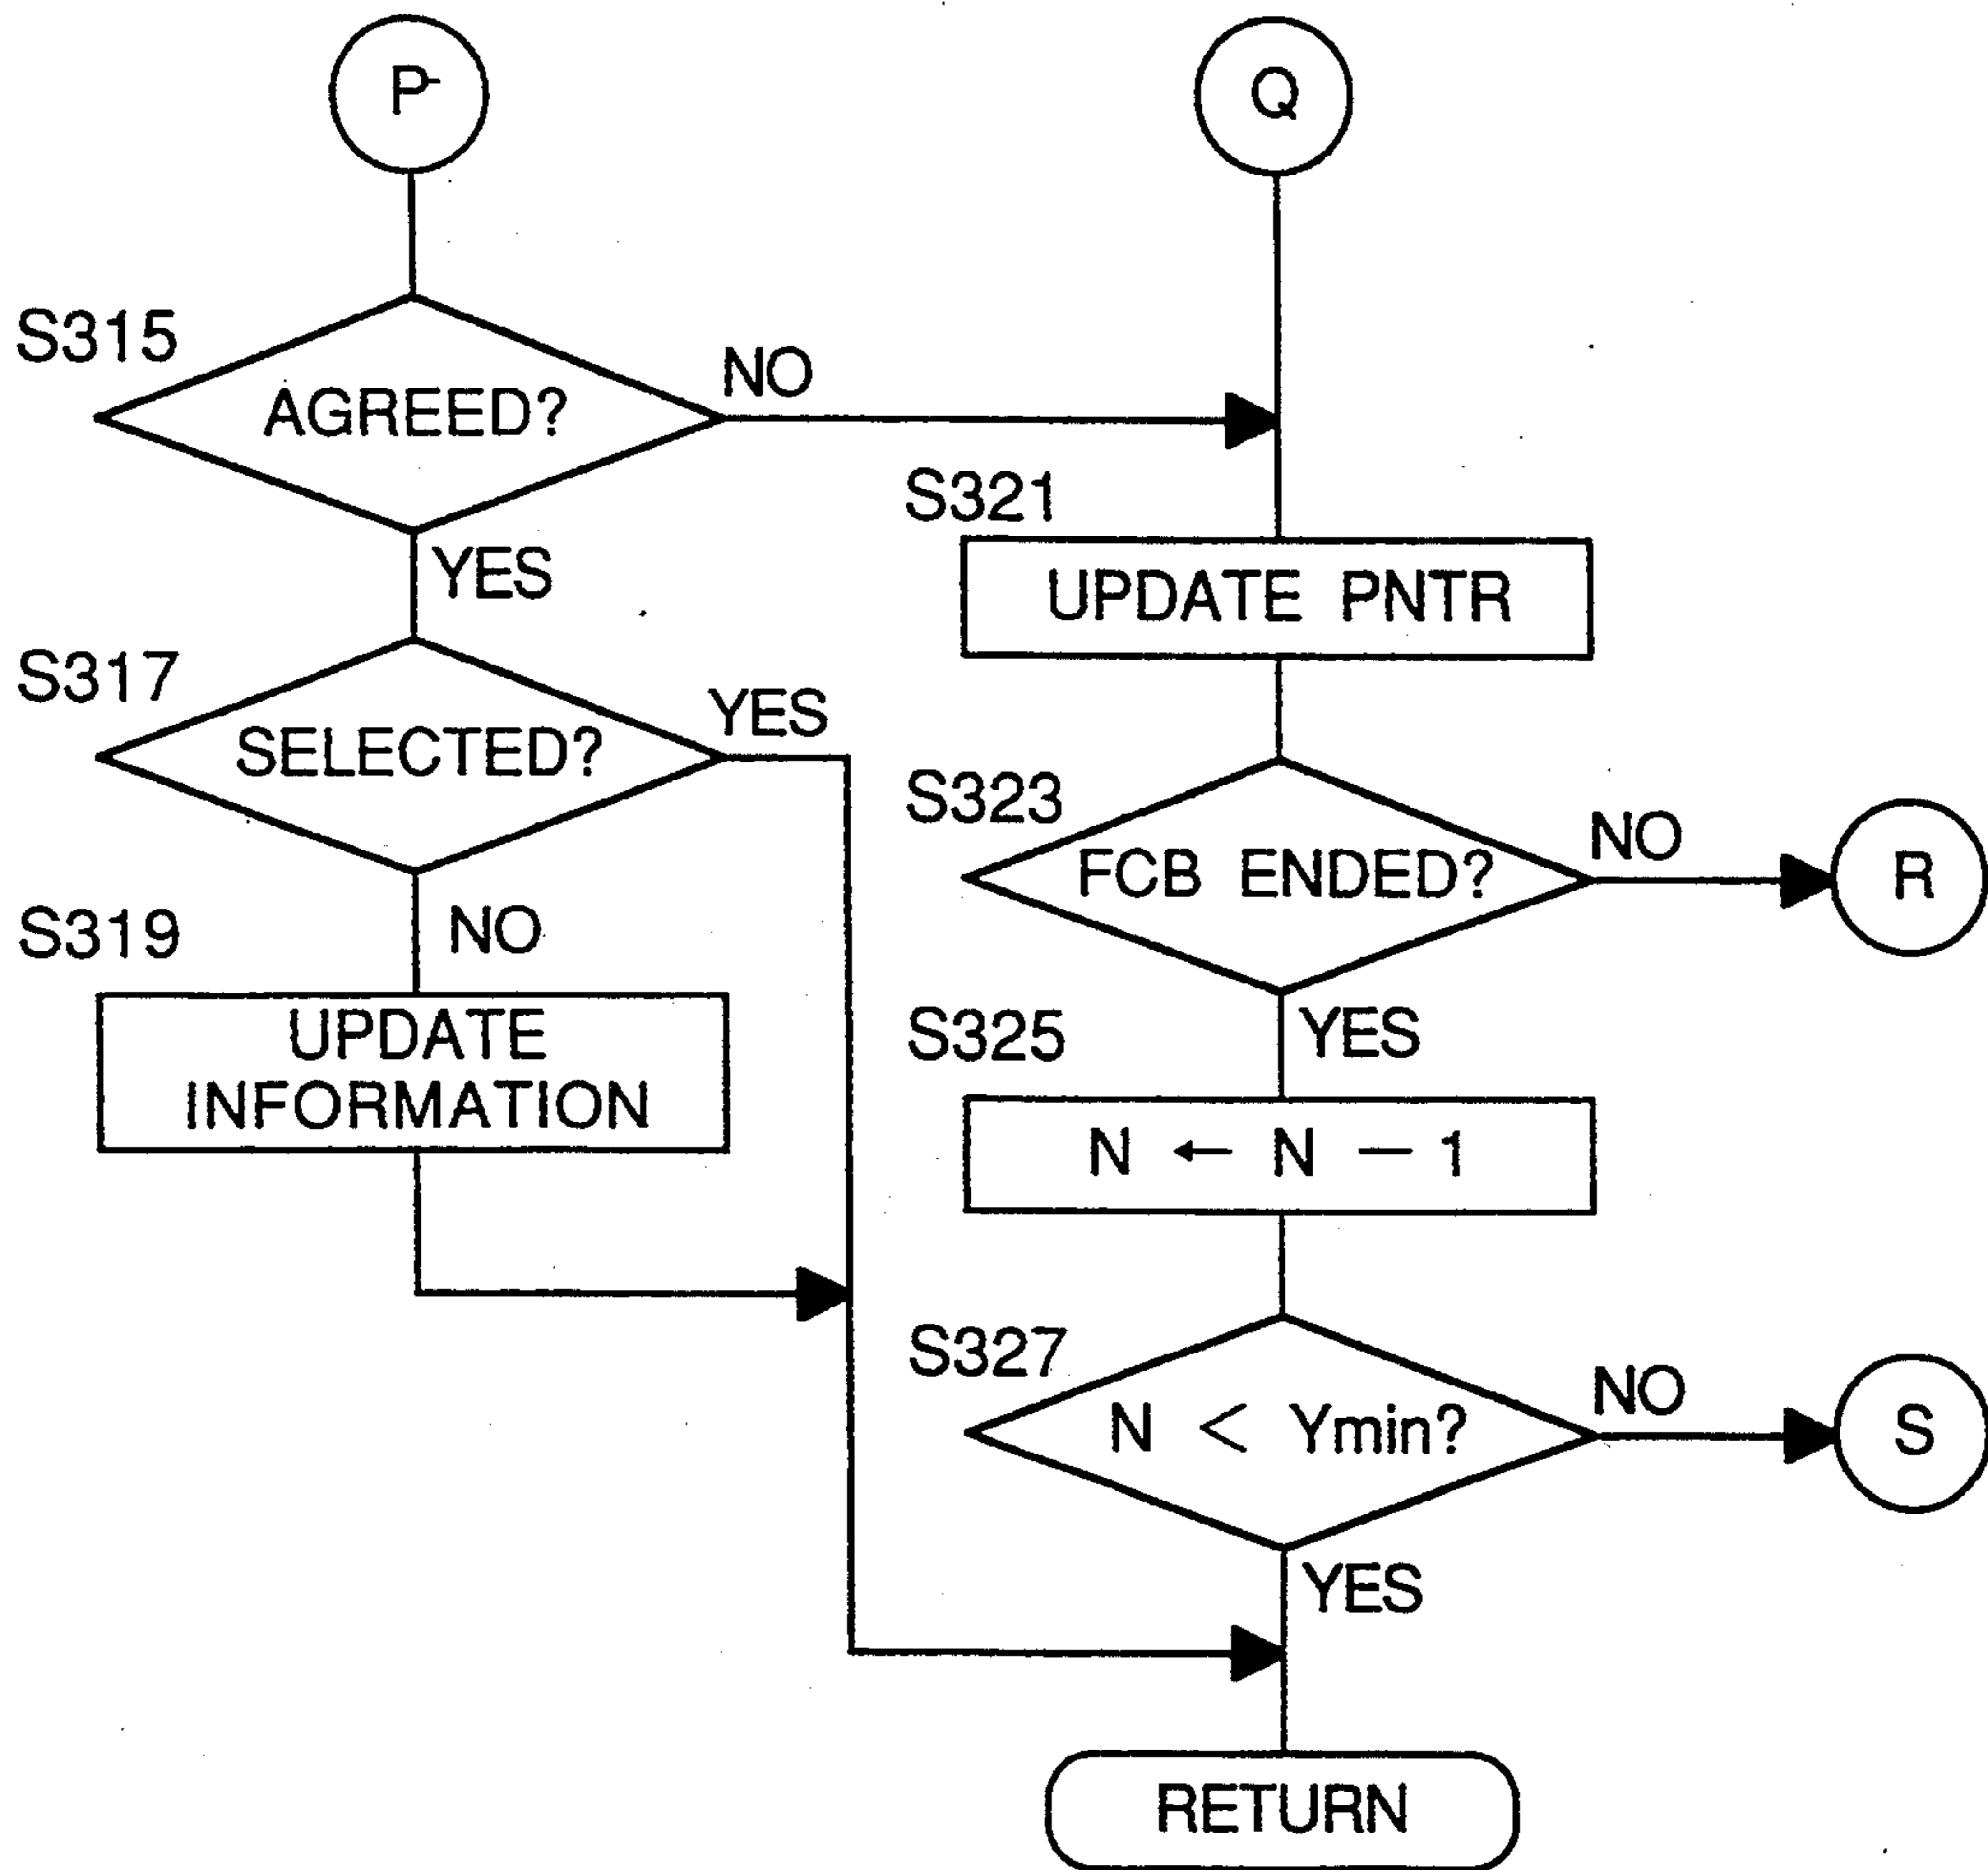 P
Q
S315
AGREED?
NO
YES
S317
SELECTED?
YES
NO
S319
UPDATE
INFORMATION
S321
UPDATE PNTR
S323
FCB ENDED?
NO
R
YES
S325
N ← N − 1
S327
N < Ymin?
NO
S
YES
RETURN